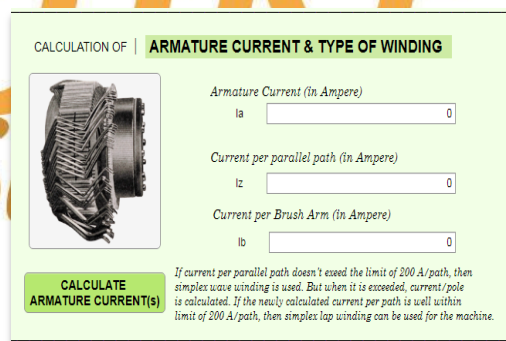 CALCULATION OF | ARMATURE CURRENT & TYPE OF WINDING
Armature Current (in Ampere)
Ia 0
Current per parallel path (in Ampere)
Iz 0
Current per Brush Arm (in Ampere)
Ib 0
CALCULATE
ARMATURE CURRENT(s)
If current per parallel path doesn't exeed the limit of 200 A/path, then
simplex wave winding is used. But when it is exceeded, current/pole
is calculated. If the newly calculated current per path is well within
limit of 200 A/path, then simplex lap winding can be used for the machine.